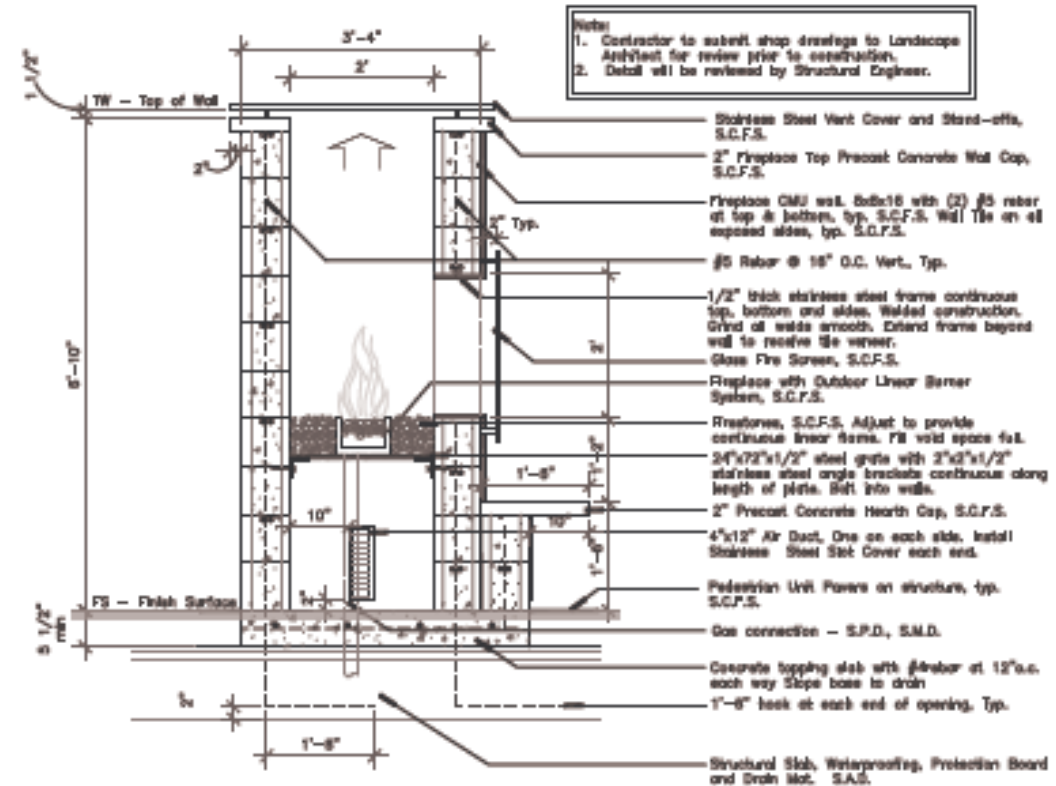 Note:
1. Contractor to submit shop drawings to Landscape
Architect for review prior to construction.
2. Detail will be reviewed by Structural Engineer.
3'-4"
2'
1 1/2"
TW - Top of Wall
2"
2" Typ.
6'-10"
2'
1'-2"
1'-6"
10"
10"
1'-6"
2"
FS - Finish Surface
5 1/2"
min
2"
1'-6"
Stainless Steel Vent Cover and Stand-offs,
S.C.F.S.
2" Fireplace Top Precast Concrete Wall Cap,
S.C.F.S.
Fireplace CMU wall. 8x8x16 with (2) #5 rebar
at top & bottom, typ. S.C.F.S. Wall Tile on all
exposed sides, typ. S.C.F.S.
#5 Rebar @ 16" O.C. Vert., Typ.
1/2" thick stainless steel frame continuous
top, bottom and sides. Welded construction.
Grind all welds smooth. Extend frame beyond
wall to receive tile veneer.
Glass Fire Screen, S.C.F.S.
Fireplace with Outdoor Linear Burner
System, S.C.F.S.
Firestones, S.C.F.S. Adjust to provide
continuous linear flame. Fill void space full.
24"x72"x1/2" steel grate with 2"x2"x1/2"
stainless steel angle brackets continuous along
length of plate. Bolt into walls.
2" Precast Concrete Hearth Cap, S.C.F.S.
4"x12" Air Duct, One on each side. Install
Stainless Steel Slot Cover each end.
Pedestrian Unit Pavers on structure, typ.
S.C.F.S.
Gas connection - S.P.D., S.M.D.
Concrete topping slab with #4rebar at 12"o.c.
each way Slope base to drain
1'-6" hook at each end of opening, Typ.
Structural Slab, Waterproofing, Protection Board
and Drain Mat. S.A.D.